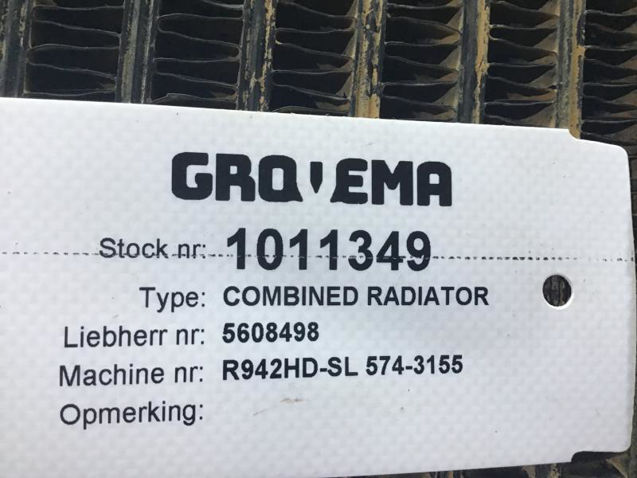 GROVEMA
Stock nr: 1011349
Type: COMBINED RADIATOR
Liebherr nr: 5608498
Machine nr: R942HD-SL 574-3155
Opmerking: